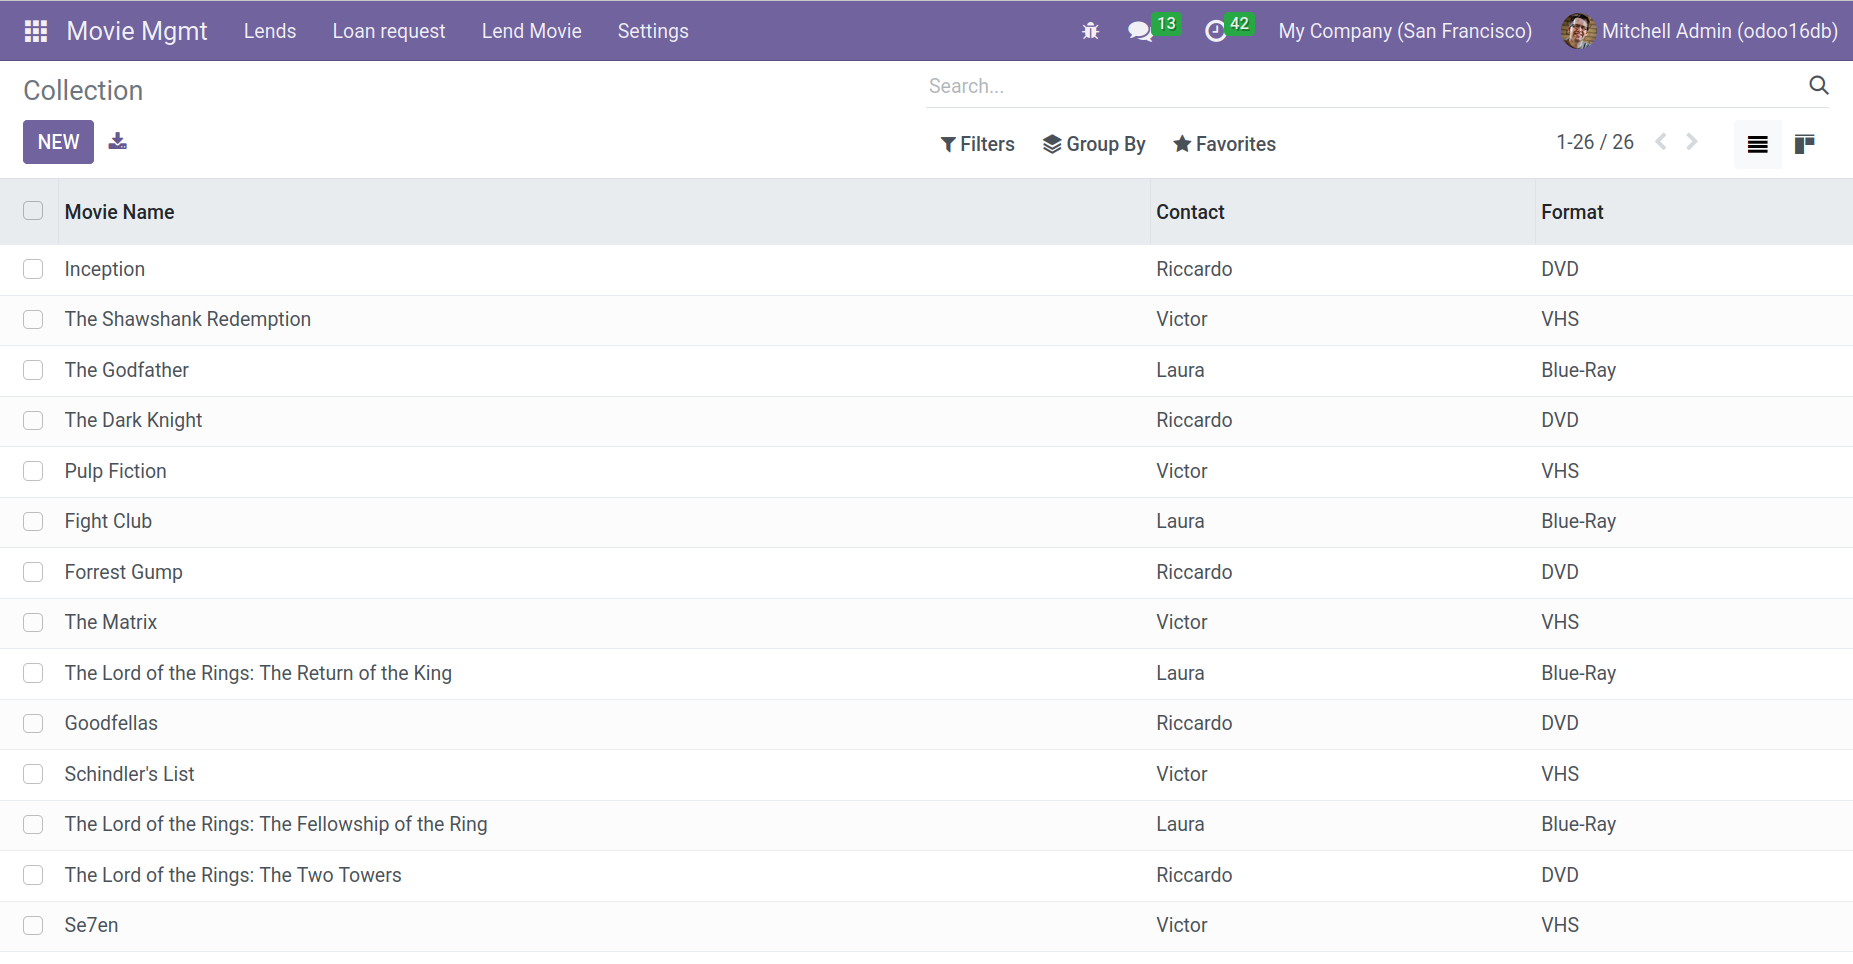 Movie Mgmt Lends Loan request Lend Movie Settings 13 42 My Company (San Francisco) Mitchell Admin (odoo16db)
Collection Search...
NEW Filters Group By Favorites 1-26 / 26
Movie Name Contact Format
Inception Riccardo DVD
The Shawshank Redemption Victor VHS
The Godfather Laura Blue-Ray
The Dark Knight Riccardo DVD
Pulp Fiction Victor VHS
Fight Club Laura Blue-Ray
Forrest Gump Riccardo DVD
The Matrix Victor VHS
The Lord of the Rings: The Return of the King Laura Blue-Ray
Goodfellas Riccardo DVD
Schindler's List Victor VHS
The Lord of the Rings: The Fellowship of the Ring Laura Blue-Ray
The Lord of the Rings: The Two Towers Riccardo DVD
Se7en Victor VHS